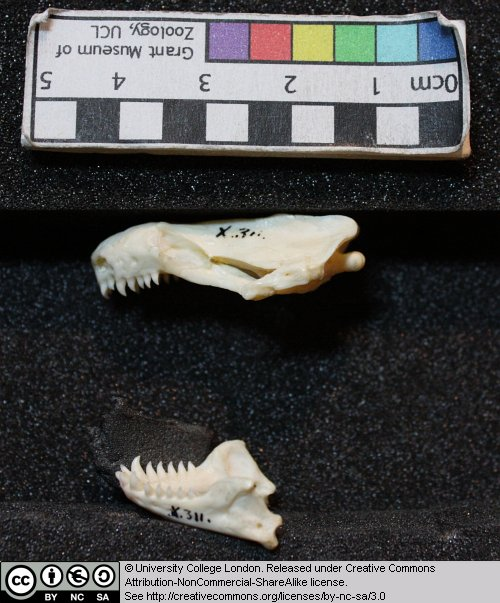 Grant Museum of
Zoology, UCL
0cm 1 2 3 4 5
X.311.
X.311.
© University College London. Released under Creative Commons
Attribution-NonCommercial-ShareAlike license.
See http://creativecommons.org/licenses/by-nc-sa/3.0
cc
BY NC SA